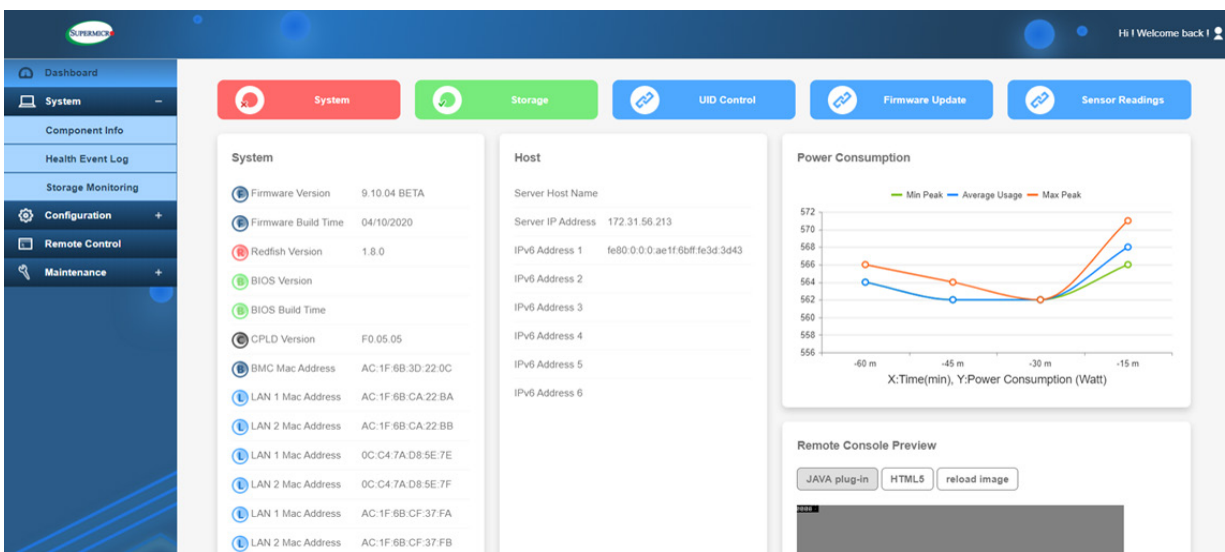 SUPERMICR
Hi ! Welcome back !
Dashboard
System
Component Info
Health Event Log
Storage Monitoring
Configuration
Remote Control
Maintenance
System
Storage
UID Control
Firmware Update
Sensor Readings
System
Firmware Version 9.10.04 BETA
Firmware Build Time 04/10/2020
Redfish Version 1.8.0
BIOS Version
BIOS Build Time
CPLD Version F0.05.05
BMC Mac Address AC:1F:6B:3D:22:0C
LAN 1 Mac Address AC:1F:6B:CA:22:BA
LAN 2 Mac Address AC:1F:6B:CA:22:BB
LAN 1 Mac Address 0C:C4:7A:D8:5E:7E
LAN 2 Mac Address 0C:C4:7A:D8:5E:7F
LAN 1 Mac Address AC:1F:6B:CF:37:FA
LAN 2 Mac Address AC:1F:6B:CF:37:FB
Host
Server Host Name
Server IP Address 172.31.56.213
IPv6 Address 1 fe80:0:0:0:ae1f:6bff:fe3d:3d43
IPv6 Address 2
IPv6 Address 3
IPv6 Address 4
IPv6 Address 5
IPv6 Address 6
Power Consumption
Min Peak Average Usage Max Peak
572
570
568
566
564
562
560
558
556
-60 m -45 m -30 m -15 m
X:Time(min), Y:Power Consumption (Watt)
Remote Console Preview
JAVA plug-in HTML5 reload image